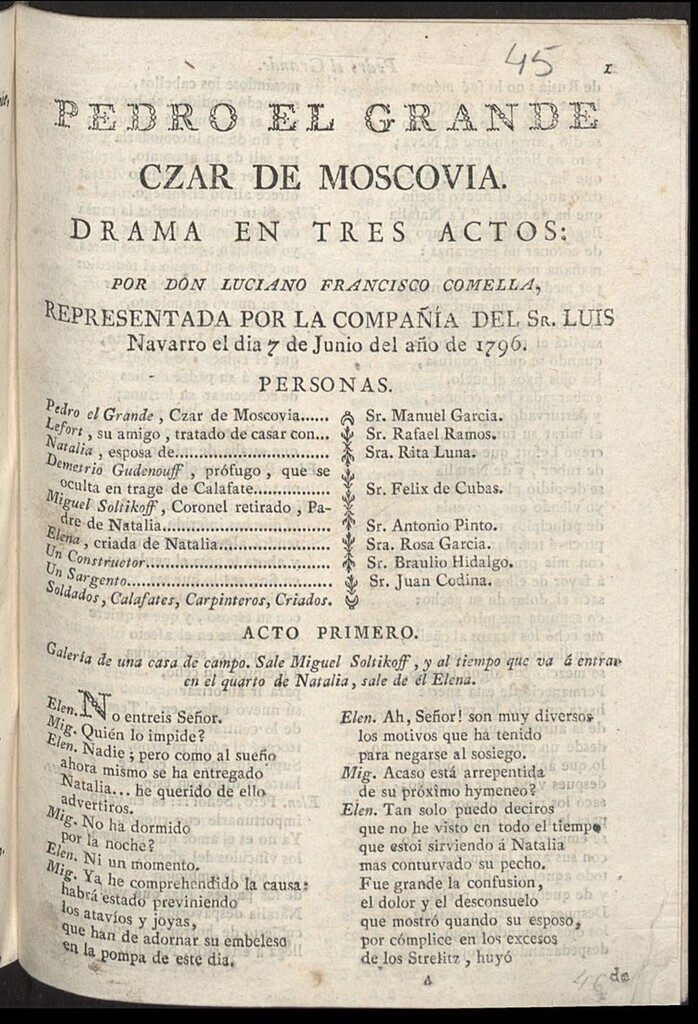 45 1
PEDRO EL GRANDE
CZAR DE MOSCOVIA.
DRAMA EN TRES ACTOS:
POR DON LUCIANO FRANCISCO COMELLA,
REPRESENTADA POR LA COMPAÑÍA DEL SR. LUIS
Navarro el dia 7 de Junio del año de 1796.
PERSONAS.
Pedro el Grande, Czar de Moscovia...... Sr. Manuel Garcia.
Lefort, su amigo, tratado de casar con... Sr. Rafael Ramos.
Natalia, esposa de............................. Sra. Rita Luna.
Demetrio Gudenouff, prófugo, que se
oculta en trage de Calafate............... Sr. Felix de Cubas.
Miguel Soltikoff, Coronel retirado, Pa-
dre de Natalia................................. Sr. Antonio Pinto.
Elena, criada de Natalia..................... Sra. Rosa Garcia.
Un Constructor.................................. Sr. Braulio Hidalgo.
Un Sargento...................................... Sr. Juan Codina.
Soldados, Calafates, Carpinteros, Criados.
ACTO PRIMERO.
Galería de una casa de campo. Sale Miguel Soltikoff, y al tiempo que va á entrar
en el quarto de Natalia, sale de él Elena.
Elen. No entreis Señor.
Mig. Quién lo impide?
Elen. Nadie; pero como al sueño
ahora mismo se ha entregado
Natalia... he querido de ello
advertiros.
Mig. No ha dormido
por la noche?
Elen. Ni un momento.
Mig. Ya he comprehendido la causa:
habrá estado previniendo
los atavíos y joyas,
que han de adornar su embeleso
en la pompa de este dia.
Elen. Ah, Señor! son muy diversos
los motivos que ha tenido
para negarse al sosiego.
Mig. Acaso está arrepentida
de su próximo hymeneo?
Elen. Tan solo puedo deciros
que no he visto en todo el tiempo
que estoi sirviendo á Natalia
mas conturvado su pecho.
Fue grande la confusion,
el dolor y el desconsuelo
que mostró quando su esposo,
por cómplice en los excesos
de los Strelitz, huyó
A 46 de